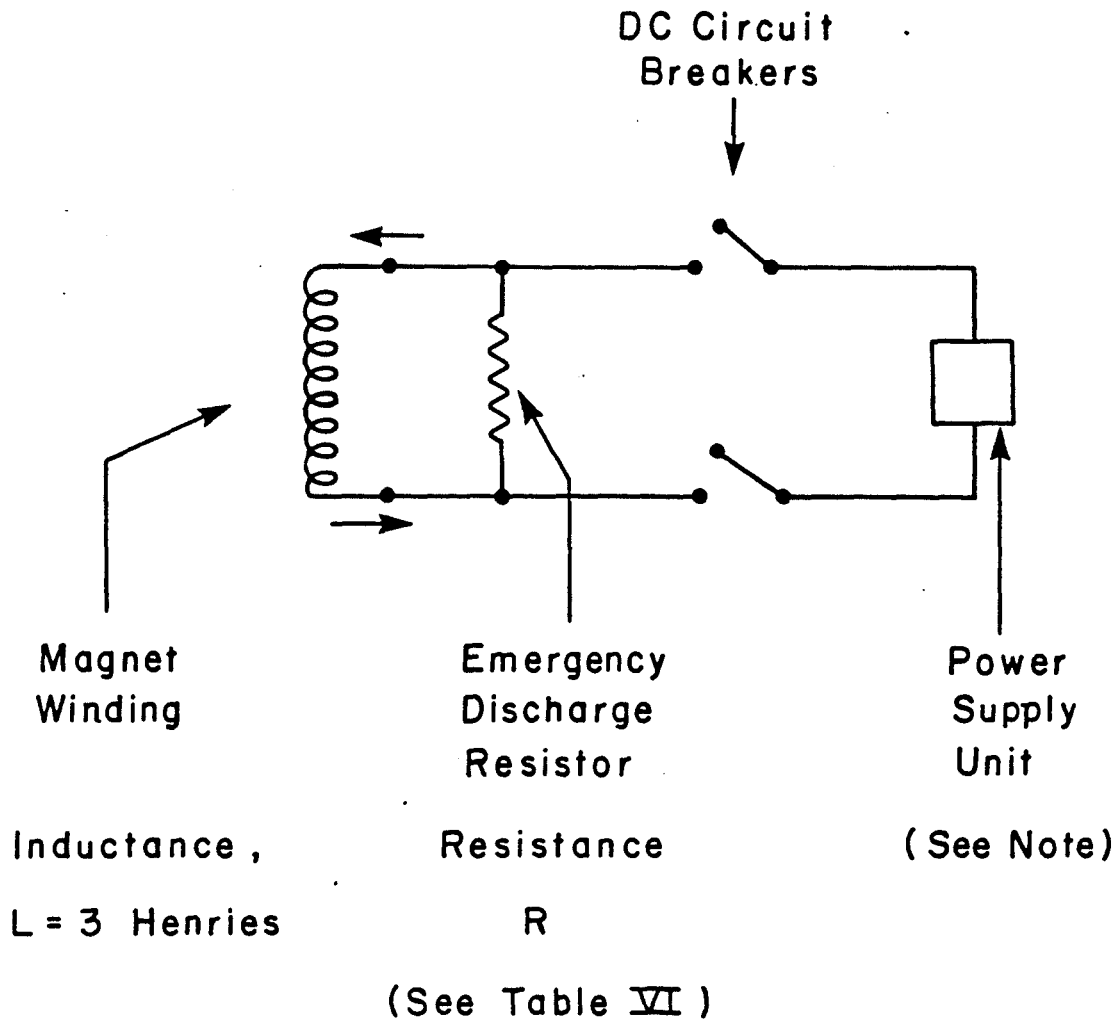 DC Circuit
Breakers
Magnet
Winding
Inductance,
L = 3 Henries
Emergency
Discharge
Resistor
Resistance
R
(See Table VI)
Power
Supply
Unit
(See Note)